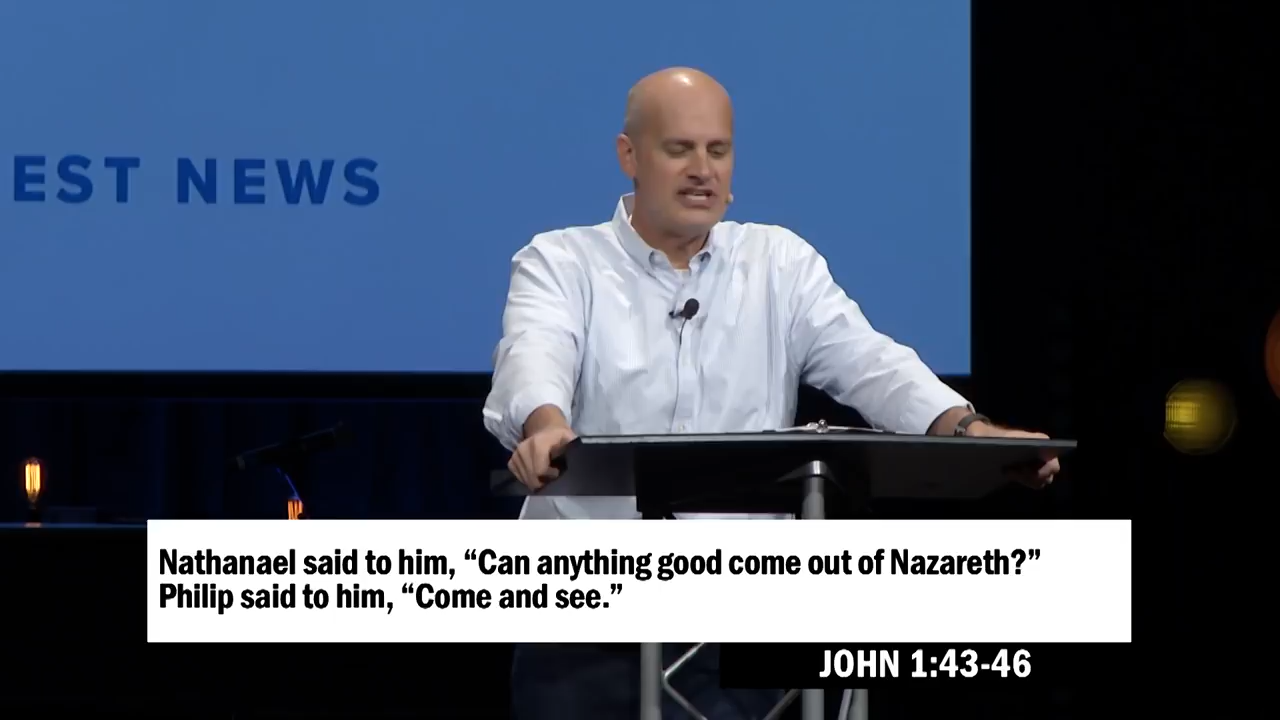 EST NEWS
Nathanael said to him, “Can anything good come out of Nazareth?”
Philip said to him, “Come and see.”
JOHN 1:43-46